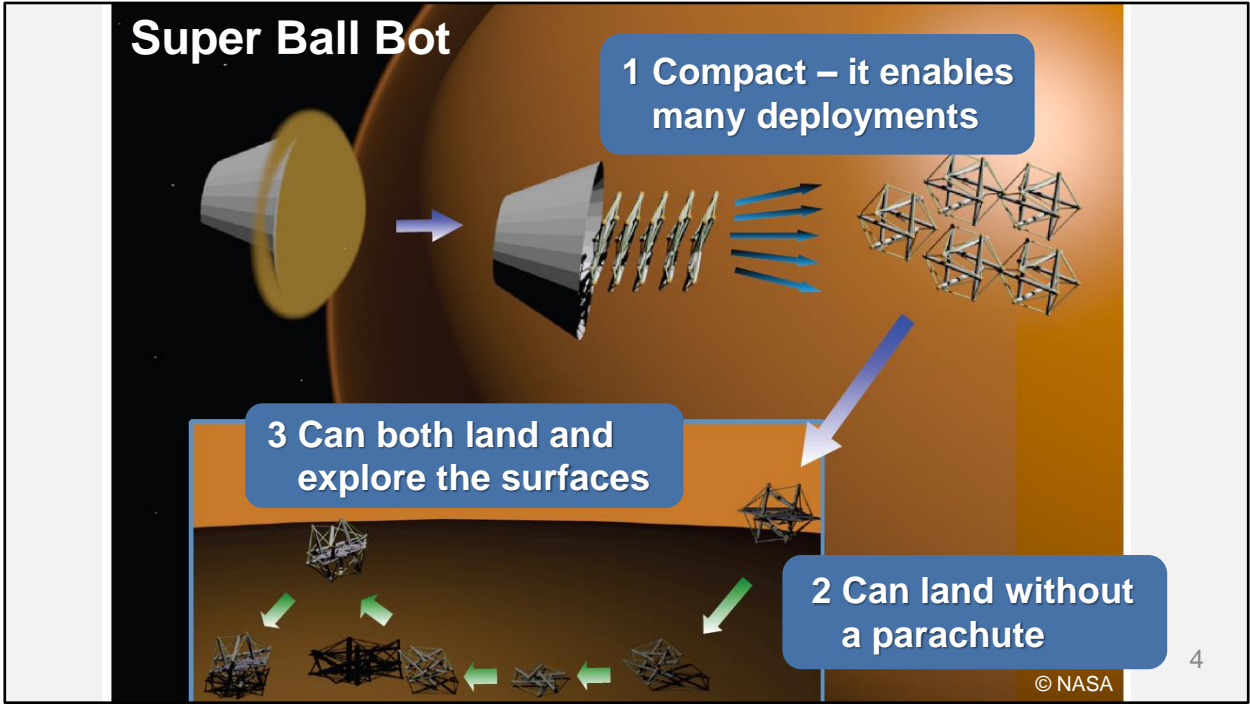 Super Ball Bot
1 Compact – it enables
many deployments
3 Can both land and
explore the surfaces
2 Can land without
a parachute
4
© NASA